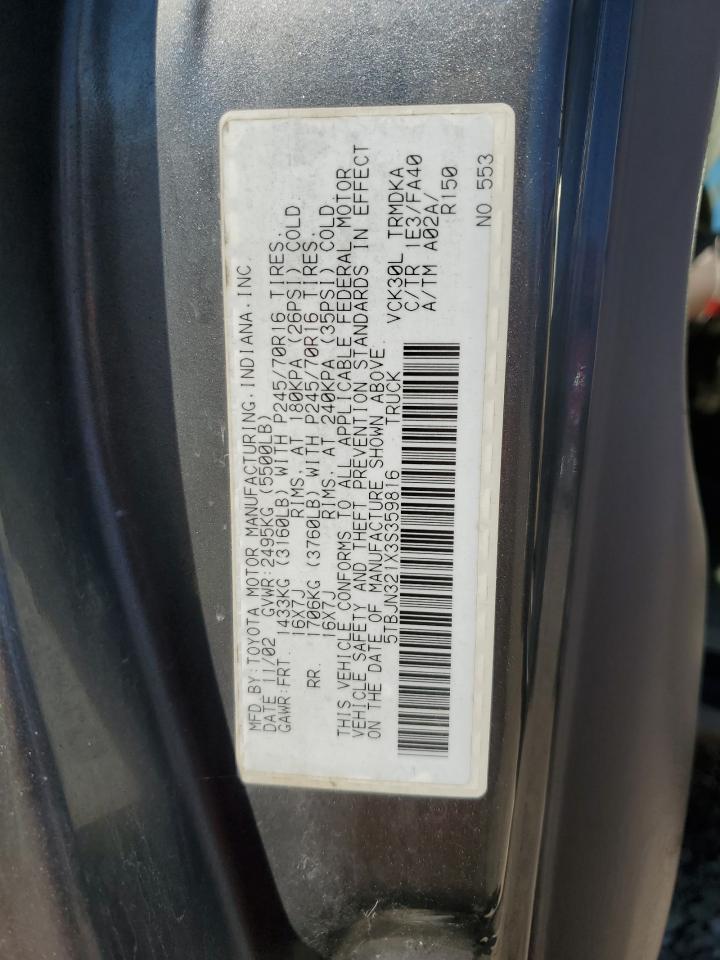 MFD.BY:TOYOTA MOTOR MANUFACTURING,INDIANA,INC.
DATE 11/02 GVWR:2495KG(5500LB)
GAWR:FRT. 1433KG (3160LB) WITH P245/70R16 TIRES,
16X7J RIMS, AT 180KPA (26PSI) COLD
RR. 1706KG (3760LB) WITH P245/70R16 TIRES,
16X7J RIMS, AT 240KPA (35PSI) COLD
THIS VEHICLE CONFORMS TO ALL APPLICABLE FEDERAL MOTOR
VEHICLE SAFETY AND THEFT PREVENTION STANDARDS IN EFFECT
ON THE DATE OF MANUFACTURE SHOWN ABOVE.
5TBJN321X3S359816 TRUCK
VCK30L TRMDKA
C/TR 1E3/FA40
A/TM A02A/
R150
NO. 553